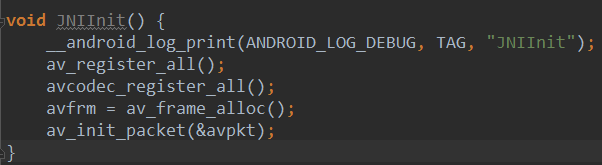 void JNIInit() {
    __android_log_print(ANDROID_LOG_DEBUG, TAG, "JNIInit");
    av_register_all();
    avcodec_register_all();
    avfrm = av_frame_alloc();
    av_init_packet(&avpkt);
}